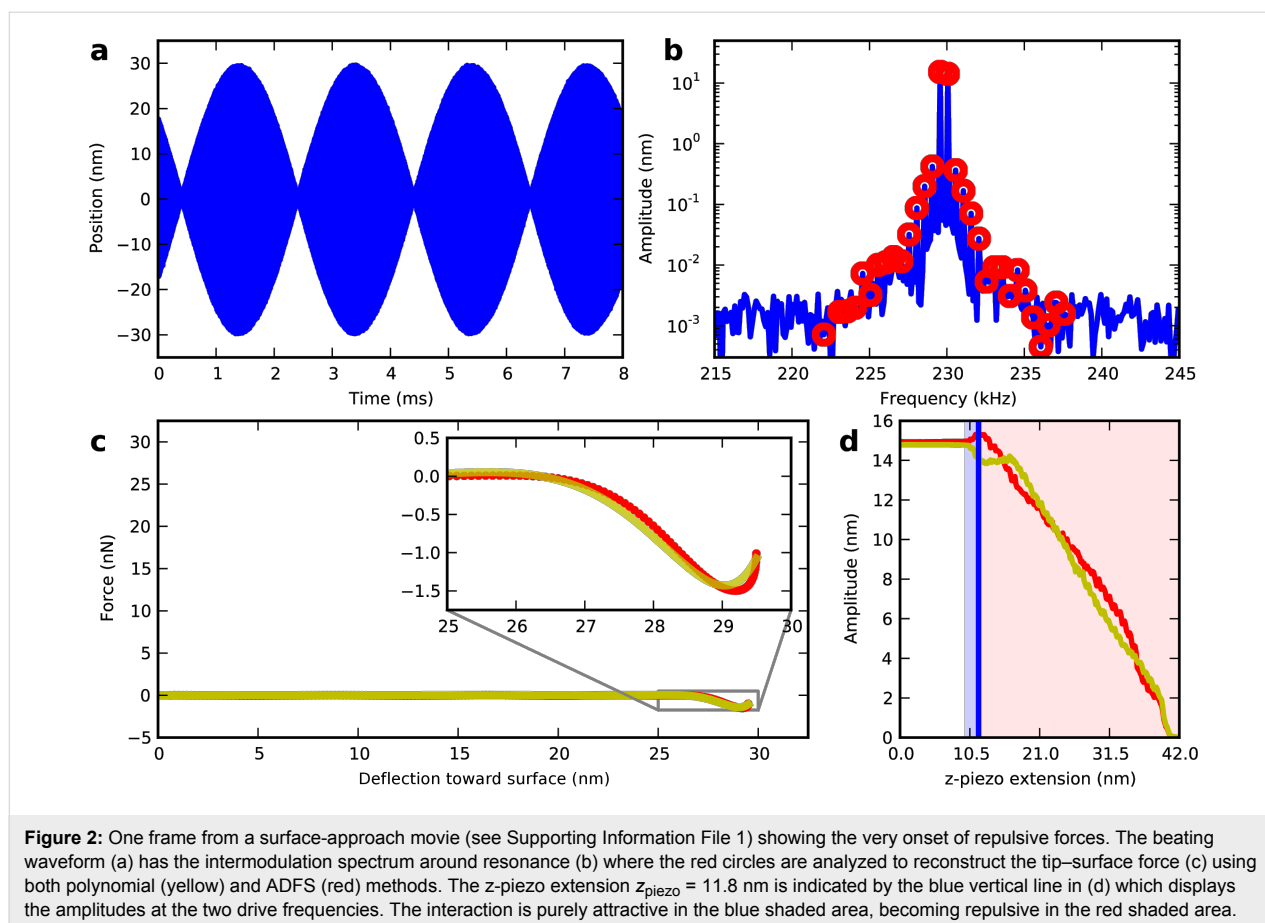 a
30
20
10
0
−10
−20
−30
Position (nm)
0 1 2 3 4 5 6 7 8
Time (ms)
b
10¹
10⁰
10⁻¹
10⁻²
10⁻³
Amplitude (nm)
215 220 225 230 235 240 245
Frequency (kHz)
c
30
25
20
15
10
5
0
−5
Force (nN)
0 5 10 15 20 25 30
Deflection toward surface (nm)
0.5
0.0
−0.5
−1.0
−1.5
25 26 27 28 29 30
d
16
14
12
10
8
6
4
2
0
Amplitude (nm)
0.0 10.5 21.0 31.5 42.0
z-piezo extension (nm)
Figure 2: One frame from a surface-approach movie (see Supporting Information File 1) showing the very onset of repulsive forces. The beating
waveform (a) has the intermodulation spectrum around resonance (b) where the red circles are analyzed to reconstruct the tip–surface force (c) using
both polynomial (yellow) and ADFS (red) methods. The z-piezo extension zpiezo = 11.8 nm is indicated by the blue vertical line in (d) which displays
the amplitudes at the two drive frequencies. The interaction is purely attractive in the blue shaded area, becoming repulsive in the red shaded area.